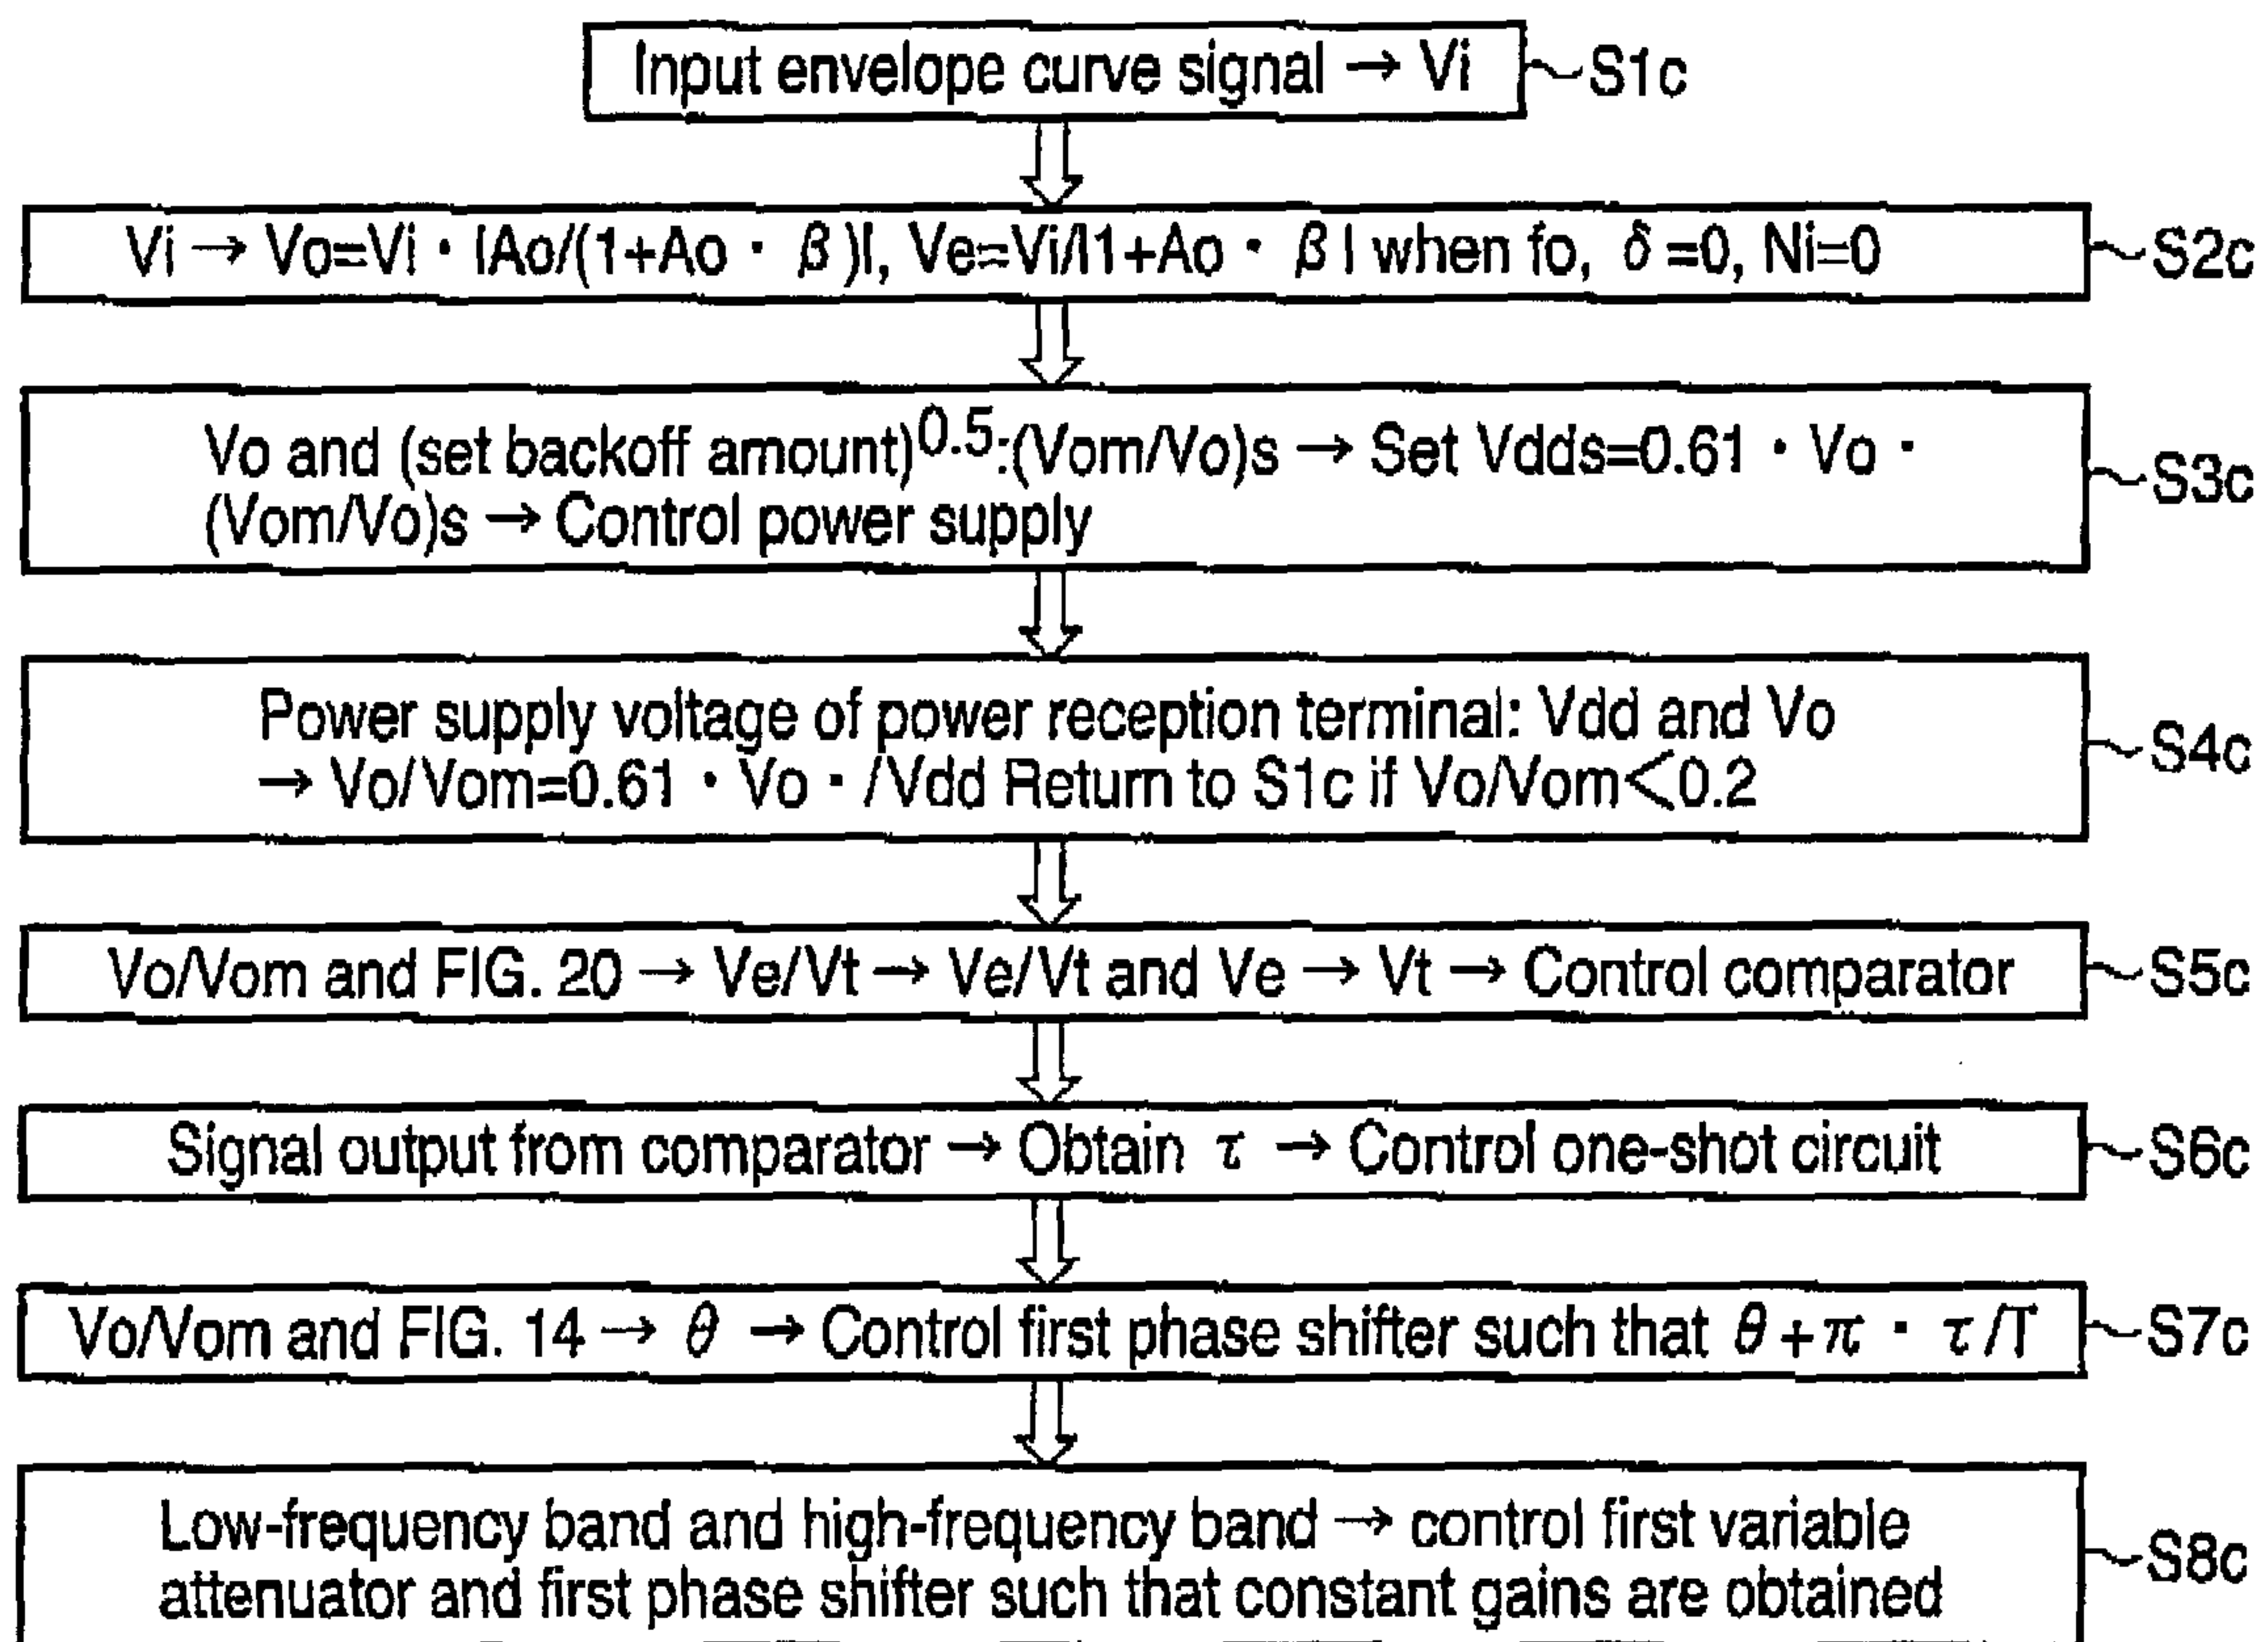 Input envelope curve signal → Vi
S1c
Vi → Vo=Vi · |Ao/(1+Ao · β)|, Ve=Vi/|1+Ao · β| when fo, δ=0, Ni=0
S2c
Vo and (set backoff amount)^0.5:(Vom/Vo)s → Set Vdds=0.61 · Vo ·
(Vom/Vo)s → Control power supply
S3c
Power supply voltage of power reception terminal: Vdd and Vo
→ Vo/Vom=0.61 · Vo · /Vdd Return to S1c if Vo/Vom<0.2
S4c
Vo/Vom and FIG. 20 → Ve/Vt → Ve/Vt and Ve → Vt → Control comparator
S5c
Signal output from comparator → Obtain τ → Control one-shot circuit
S6c
Vo/Vom and FIG. 14 → θ → Control first phase shifter such that θ+π · τ/T
S7c
Low-frequency band and high-frequency band → control first variable
attenuator and first phase shifter such that constant gains are obtained
S8c